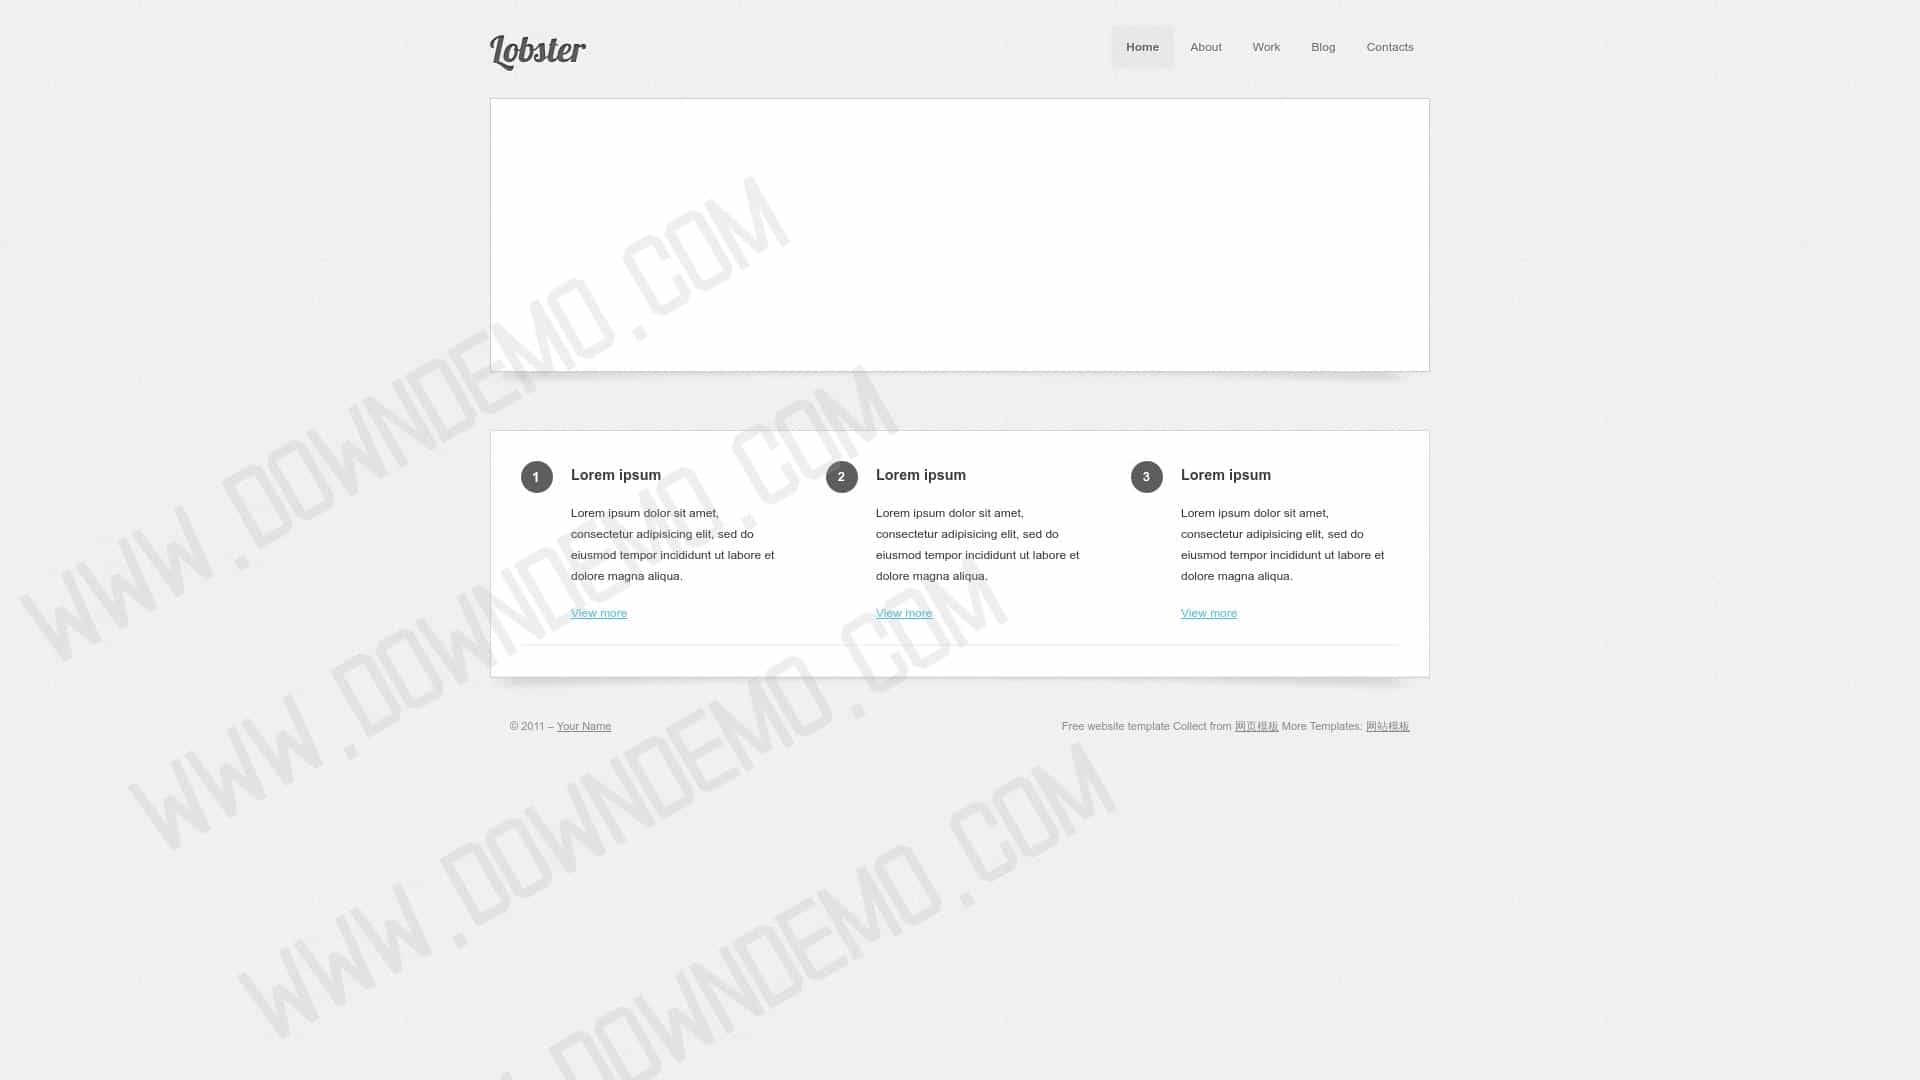 Lobster
Home
About
Work
Blog
Contacts
1
Lorem ipsum
Lorem ipsum dolor sit amet,
consectetur adipisicing elit, sed do
eiusmod tempor incididunt ut labore et
dolore magna aliqua.
View more
2
Lorem ipsum
Lorem ipsum dolor sit amet,
consectetur adipisicing elit, sed do
eiusmod tempor incididunt ut labore et
dolore magna aliqua.
View more
3
Lorem ipsum
Lorem ipsum dolor sit amet,
consectetur adipisicing elit, sed do
eiusmod tempor incididunt ut labore et
dolore magna aliqua.
View more
© 2011 – Your Name
Free website template Collect from 网页模板 More Templates: 网站模板
WWW.DOWNDEMO.COM
WWW.DOWNDEMO.COM
WWW.DOWNDEMO.COM
.DOWNDEMO.COM